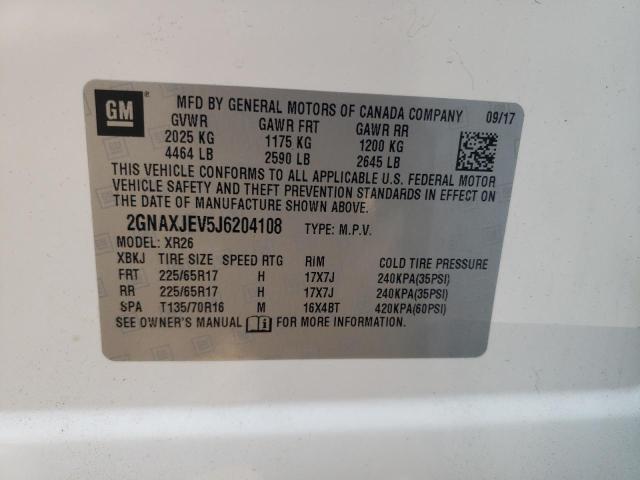 GM ® MFD BY GENERAL MOTORS OF CANADA COMPANY 09/17
GVWR GAWR FRT GAWR RR
2025 KG 1175 KG 1200 KG
4464 LB 2590 LB 2645 LB
THIS VEHICLE CONFORMS TO ALL APPLICABLE U.S. FEDERAL MOTOR
VEHICLE SAFETY AND THEFT PREVENTION STANDARDS IN EFFECT ON
THE DATE OF MANUFACTURE SHOWN ABOVE.
2GNAXJEV5J6204108 TYPE: M.P.V.
MODEL: XR26
XBKJ TIRE SIZE SPEED RTG RIM COLD TIRE PRESSURE
FRT 225/65R17 H 17X7J 240KPA(35PSI)
RR 225/65R17 H 17X7J 240KPA(35PSI)
SPA T135/70R16 M 16X4BT 420KPA(60PSI)
SEE OWNER'S MANUAL FOR MORE INFORMATION.